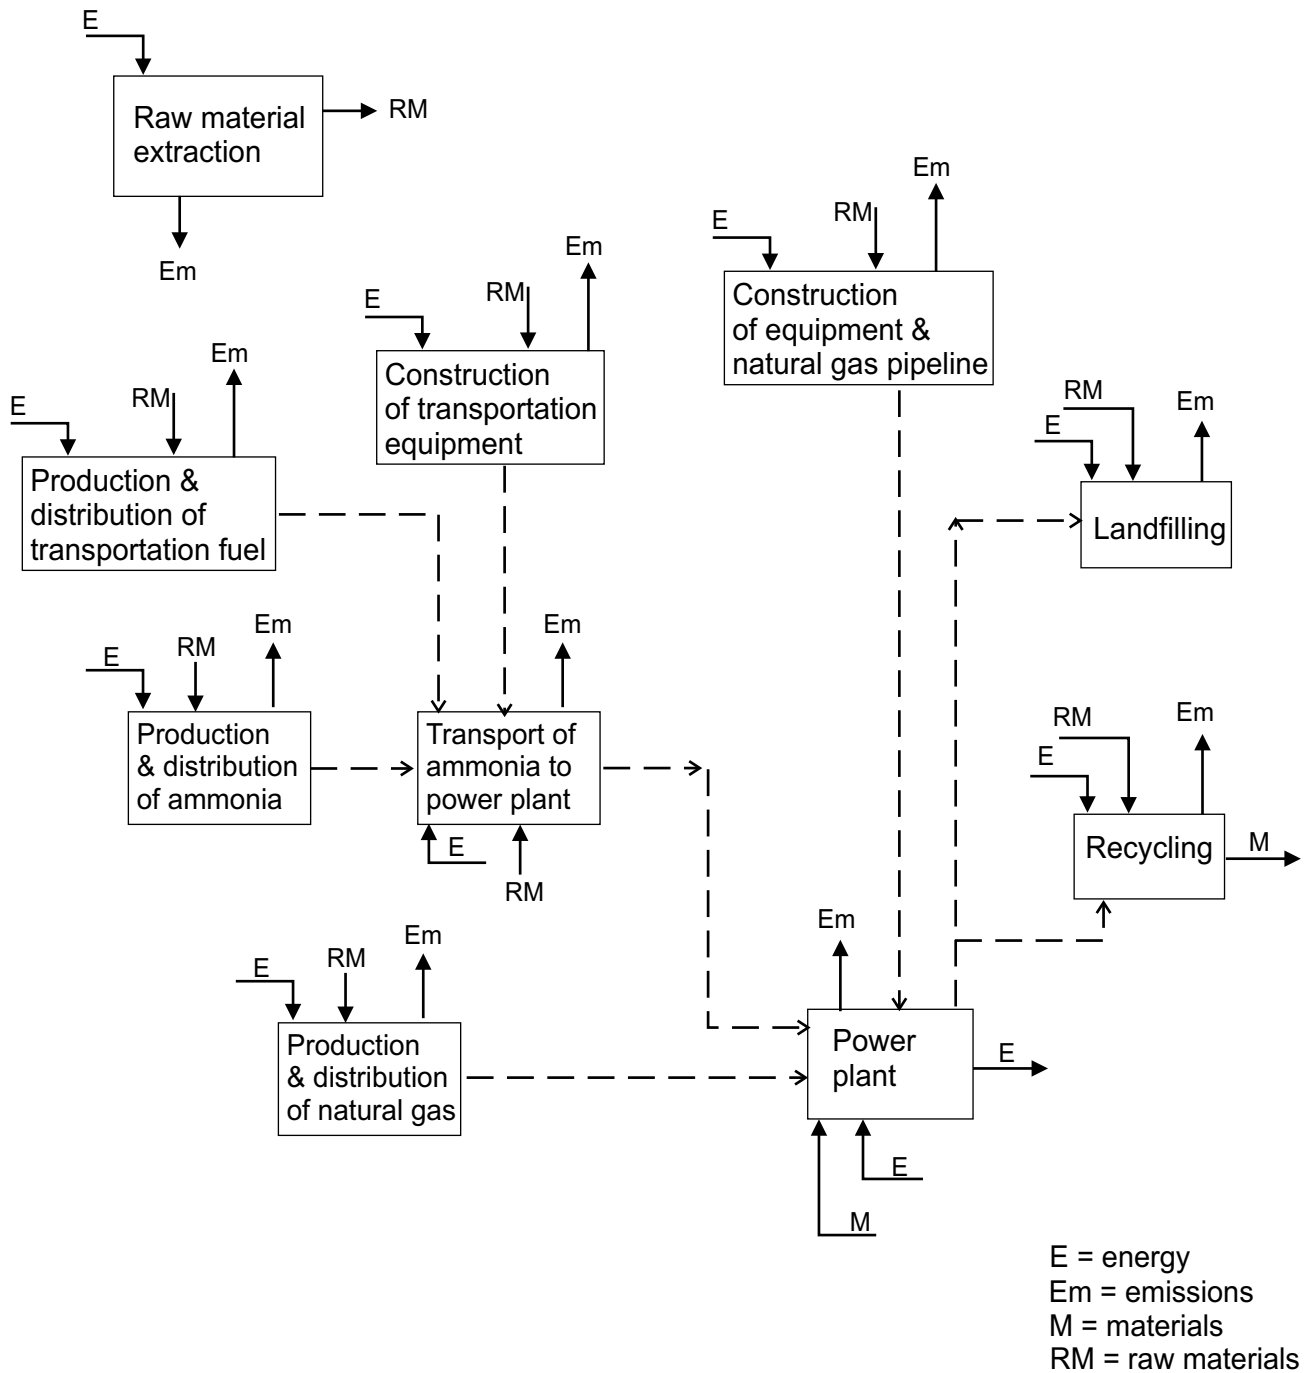 E
Raw material
extraction
RM
Em
Em
E
RM
Construction
of equipment &
natural gas pipeline
Em
E
RM
Construction
of transportation
equipment
Em
E
RM
Production &
distribution of
transportation fuel
RM
E
Em
Landfilling
Em
E
RM
Production
& distribution
of ammonia
Em
Transport of
ammonia to
power plant
E
RM
RM
E
Em
Recycling
M
Em
E
RM
Production
& distribution
of natural gas
Em
Power
plant
E
E
M
E = energy
Em = emissions
M = materials
RM = raw materials